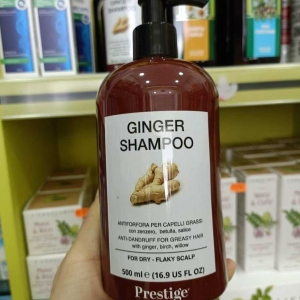 GINGER
SHAMPOO
ANTIFORFORA PER CAPELLI GRASSI
con zenzero, betulla, salice
ANTI-DANDRUFF FOR GREASY HAIR
with ginger, birch, willow
FOR DRY - FLAKY SCALP
500 ml e (16.9 US FL OZ)
Prestige